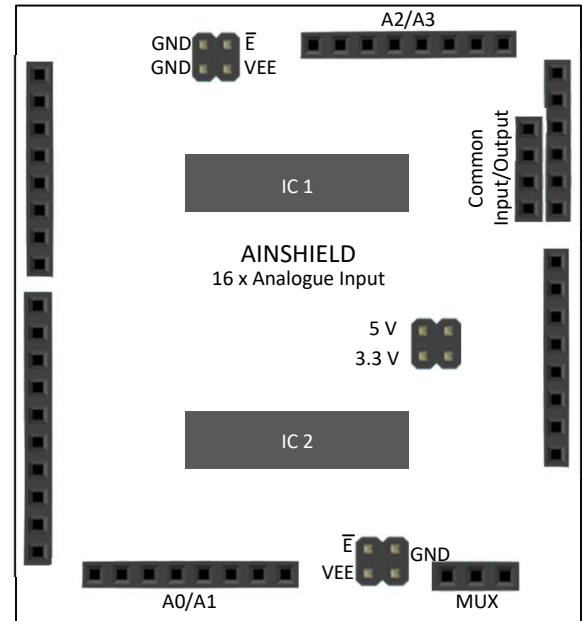 A2/A3
GND E̅
GND VEE
Common
Input/Output
IC 1
AINSHIELD
16 x Analogue Input
5 V
3.3 V
IC 2
E̅ GND
VEE
A0/A1
MUX